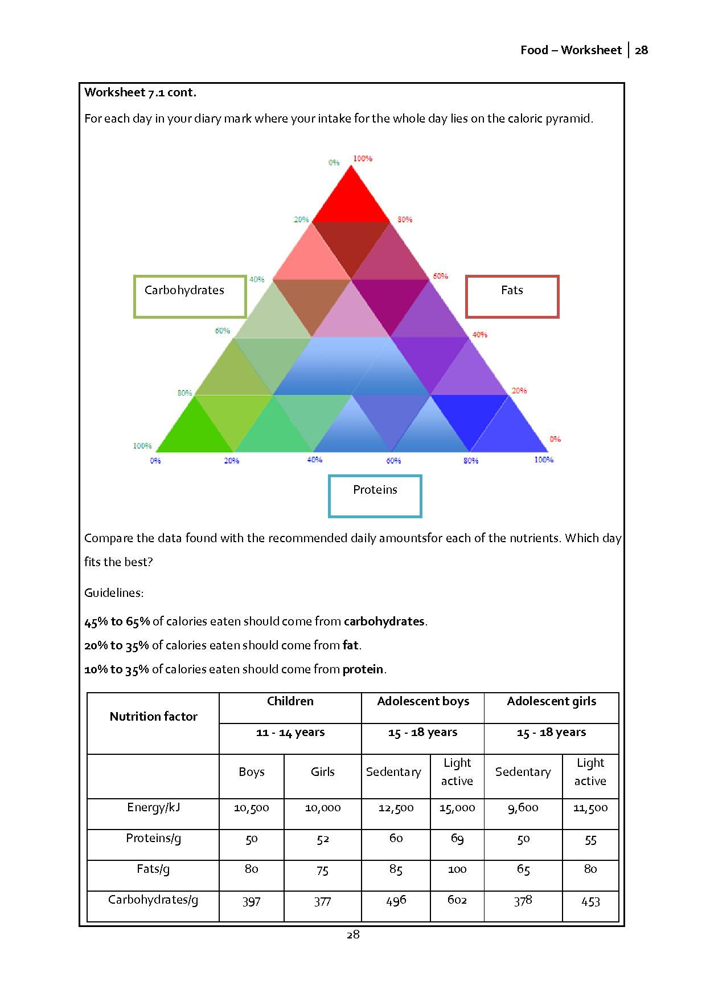 Food – Worksheet | 28
Worksheet 7.1 cont.
For each day in your diary mark where your intake for the whole day lies on the caloric pyramid.
0% 100%
20% 80%
40% 60%
Carbohydrates Fats
60% 40%
80% 20%
100% 0%
0% 20% 40% 60% 80% 100%
Proteins
Compare the data found with the recommended daily amountsfor each of the nutrients. Which day
fits the best?
Guidelines:
45% to 65% of calories eaten should come from carbohydrates.
20% to 35% of calories eaten should come from fat.
10% to 35% of calories eaten should come from protein.
Nutrition factor Children Adolescent boys Adolescent girls
11 - 14 years 15 - 18 years 15 - 18 years
Boys Girls Sedentary Light active Sedentary Light active
Energy/kJ 10,500 10,000 12,500 15,000 9,600 11,500
Proteins/g 50 52 60 69 50 55
Fats/g 80 75 85 100 65 80
Carbohydrates/g 397 377 496 602 378 453
28